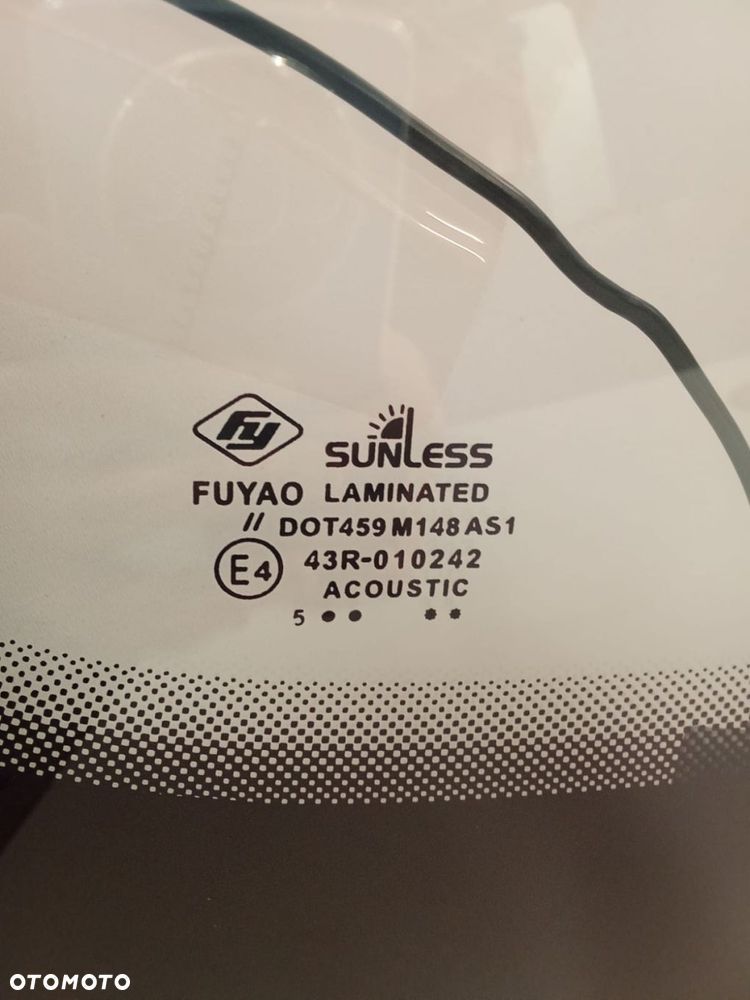 fy SUNLESS
FUYAO LAMINATED
// DOT459 M148 AS1
E4 43R-010242
ACOUSTIC
5 ●● **
OTOMOTO